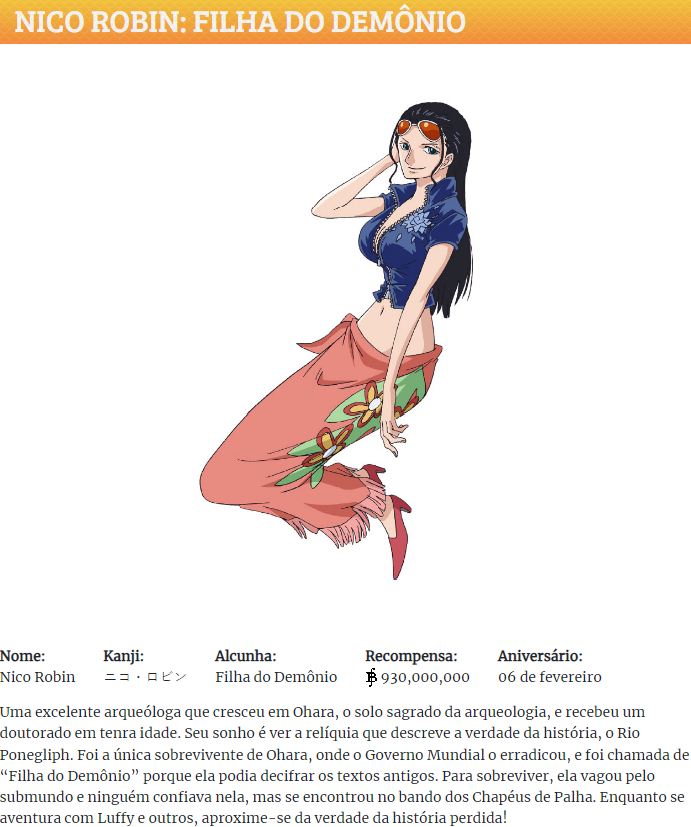 NICO ROBIN: FILHA DO DEMÔNIO
Nome: Kanji: Alcunha: Recompensa: Aniversário:
Nico Robin ニコ・ロビン Filha do Demônio 930,000,000 06 de fevereiro
Uma excelente arqueóloga que cresceu em Ohara, o solo sagrado da arqueologia, e recebeu um
doutorado em tenra idade. Seu sonho é ver a relíquia que descreve a verdade da história, o Rio
Ponegliph. Foi a única sobrevivente de Ohara, onde o Governo Mundial o erradicou, e foi chamada de
“Filha do Demônio” porque ela podia decifrar os textos antigos. Para sobreviver, ela vagou pelo
submundo e ninguém confiava nela, mas se encontrou no bando dos Chapéus de Palha. Enquanto se
aventura com Luffy e outros, aproxime-se da verdade da história perdida!